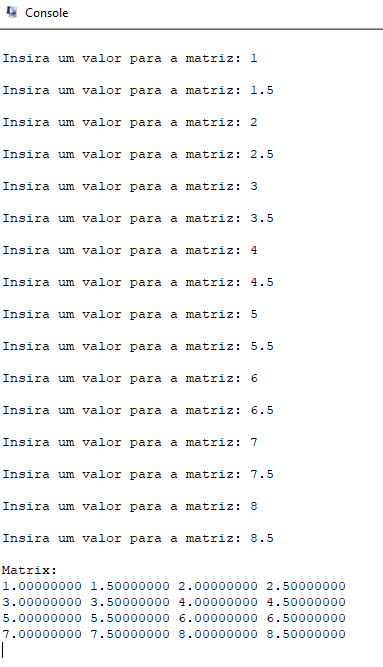 Console
Insira um valor para a matriz: 1
Insira um valor para a matriz: 1.5
Insira um valor para a matriz: 2
Insira um valor para a matriz: 2.5
Insira um valor para a matriz: 3
Insira um valor para a matriz: 3.5
Insira um valor para a matriz: 4
Insira um valor para a matriz: 4.5
Insira um valor para a matriz: 5
Insira um valor para a matriz: 5.5
Insira um valor para a matriz: 6
Insira um valor para a matriz: 6.5
Insira um valor para a matriz: 7
Insira um valor para a matriz: 7.5
Insira um valor para a matriz: 8
Insira um valor para a matriz: 8.5
Matrix:
1.00000000 1.50000000 2.00000000 2.50000000
3.00000000 3.50000000 4.00000000 4.50000000
5.00000000 5.50000000 6.00000000 6.50000000
7.00000000 7.50000000 8.00000000 8.50000000